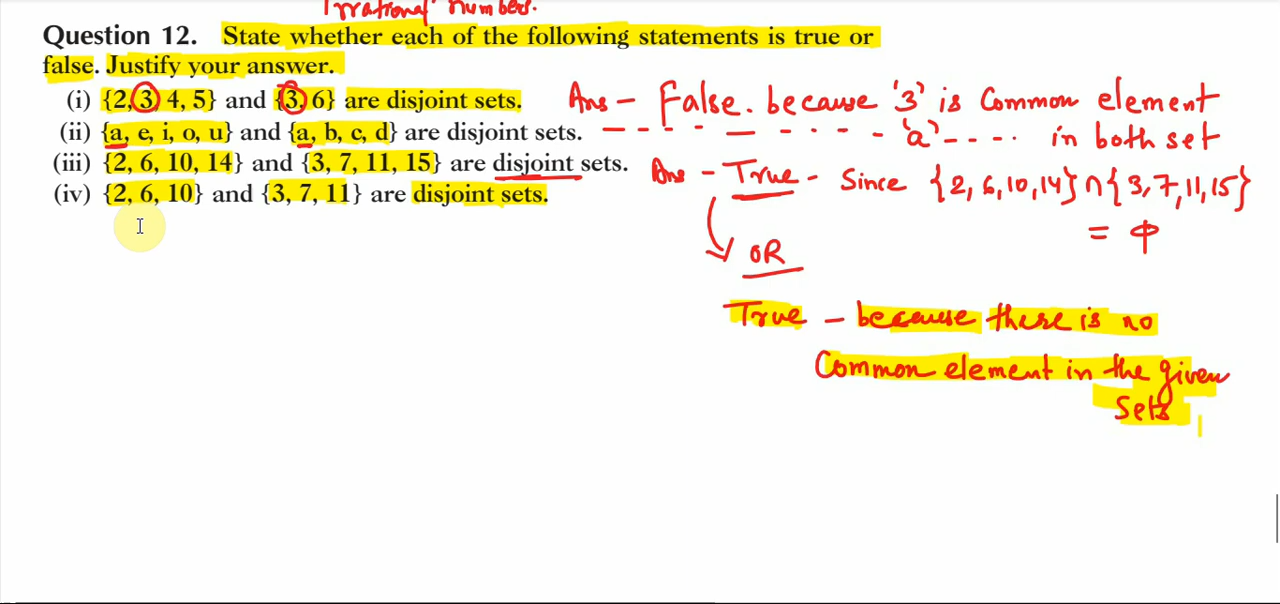 Irrational numbers.
Question 12. State whether each of the following statements is true or
false. Justify your answer.
(i) {2, 3, 4, 5} and {3, 6} are disjoint sets.
Ans - False. because '3' is Common element
(ii) {a, e, i, o, u} and {a, b, c, d} are disjoint sets.
- - - - - - - - - 'a' - - - - in both set
(iii) {2, 6, 10, 14} and {3, 7, 11, 15} are disjoint sets.
Ans - True - Since {2, 6, 10, 14} ∩ {3, 7, 11, 15}
(iv) {2, 6, 10} and {3, 7, 11} are disjoint sets.
= ϕ
OR
True - because there is no
Common element in the given
Sets